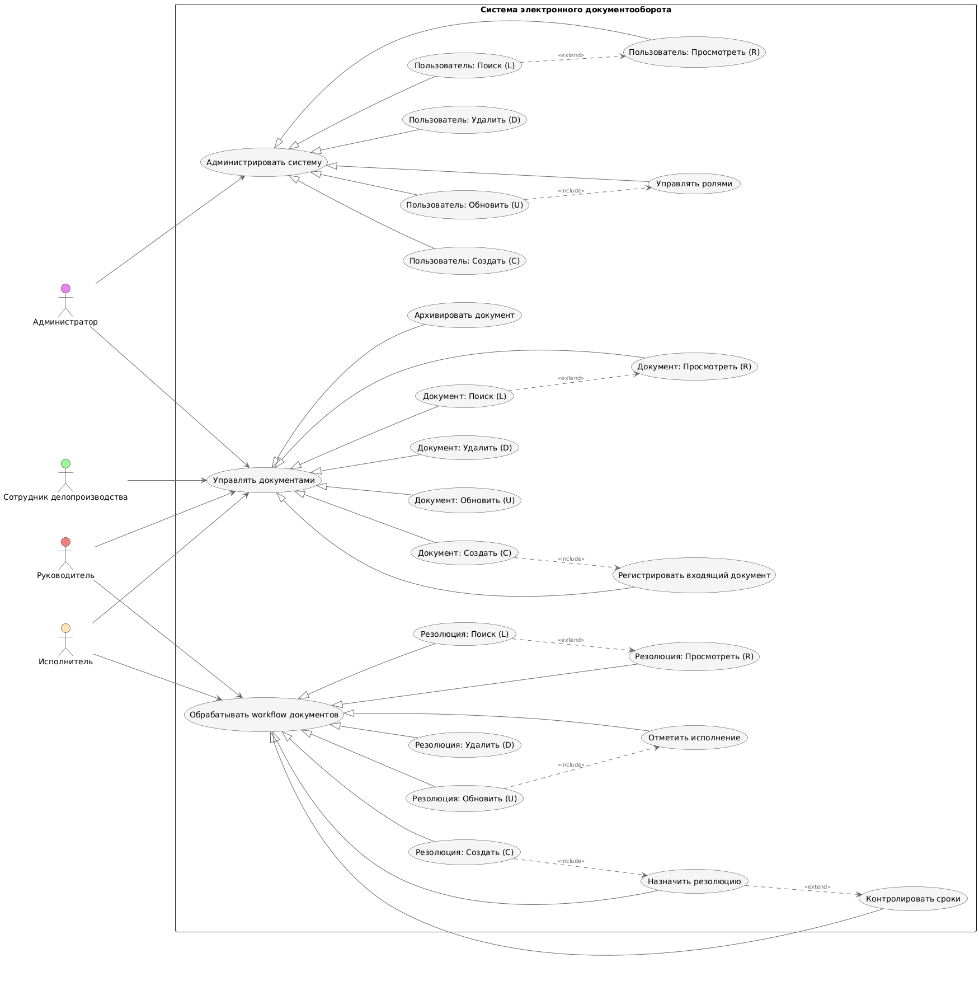 Система электронного документооборота
Пользователь: Просмотреть (R)
«extend»
Пользователь: Поиск (L)
Пользователь: Удалить (D)
Администрировать систему
Управлять ролями
«include»
Пользователь: Обновить (U)
Пользователь: Создать (C)
Администратор
Архивировать документ
Документ: Просмотреть (R)
«extend»
Документ: Поиск (L)
Документ: Удалить (D)
Управлять документами
Сотрудник делопроизводства
Документ: Обновить (U)
Документ: Создать (C)
«include»
Регистрировать входящий документ
Руководитель
Резолюция: Поиск (L)
«extend»
Резолюция: Просмотреть (R)
Исполнитель
Обрабатывать workflow документов
Отметить исполнение
Резолюция: Удалить (D)
«include»
Резолюция: Обновить (U)
Резолюция: Создать (C)
«include»
Назначить резолюцию
«extend»
Контролировать сроки